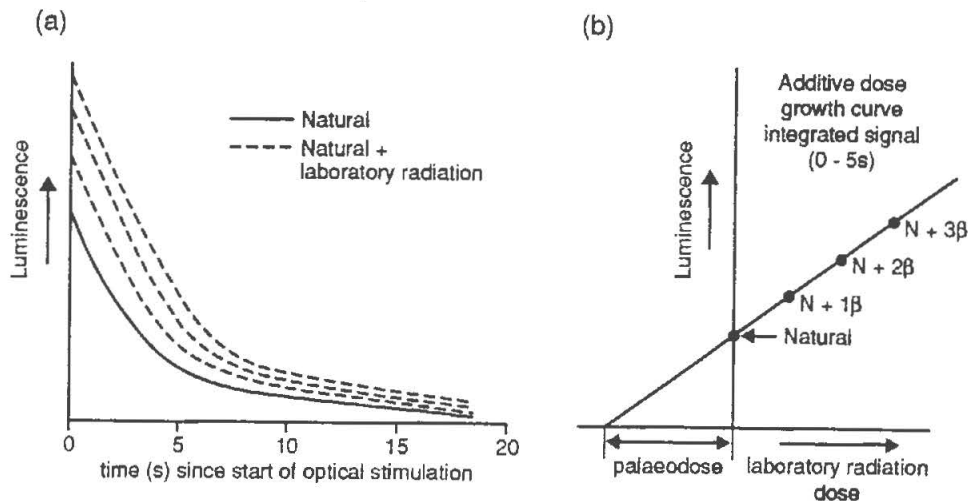 (a)
Natural
Natural +
laboratory radiation
Luminescence
0
5
10
15
20
time (s) since start of optical stimulation
(b)
Additive dose
growth curve
integrated signal
(0 - 5s)
Luminescence
N + 3β
N + 2β
N + 1β
Natural
palaeodose
laboratory radiation
dose